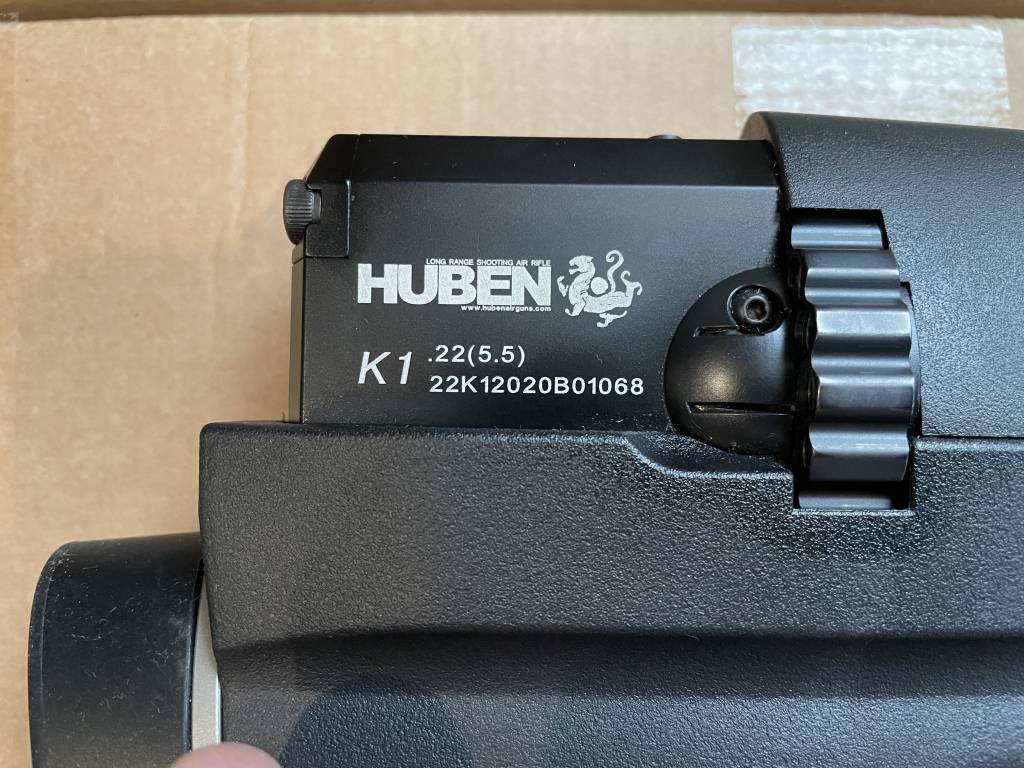 LONG RANGE SHOOTING AIR RIFLE
HUBEN
www.hubenairguns.com
K1 .22(5.5)
22K12020B01068